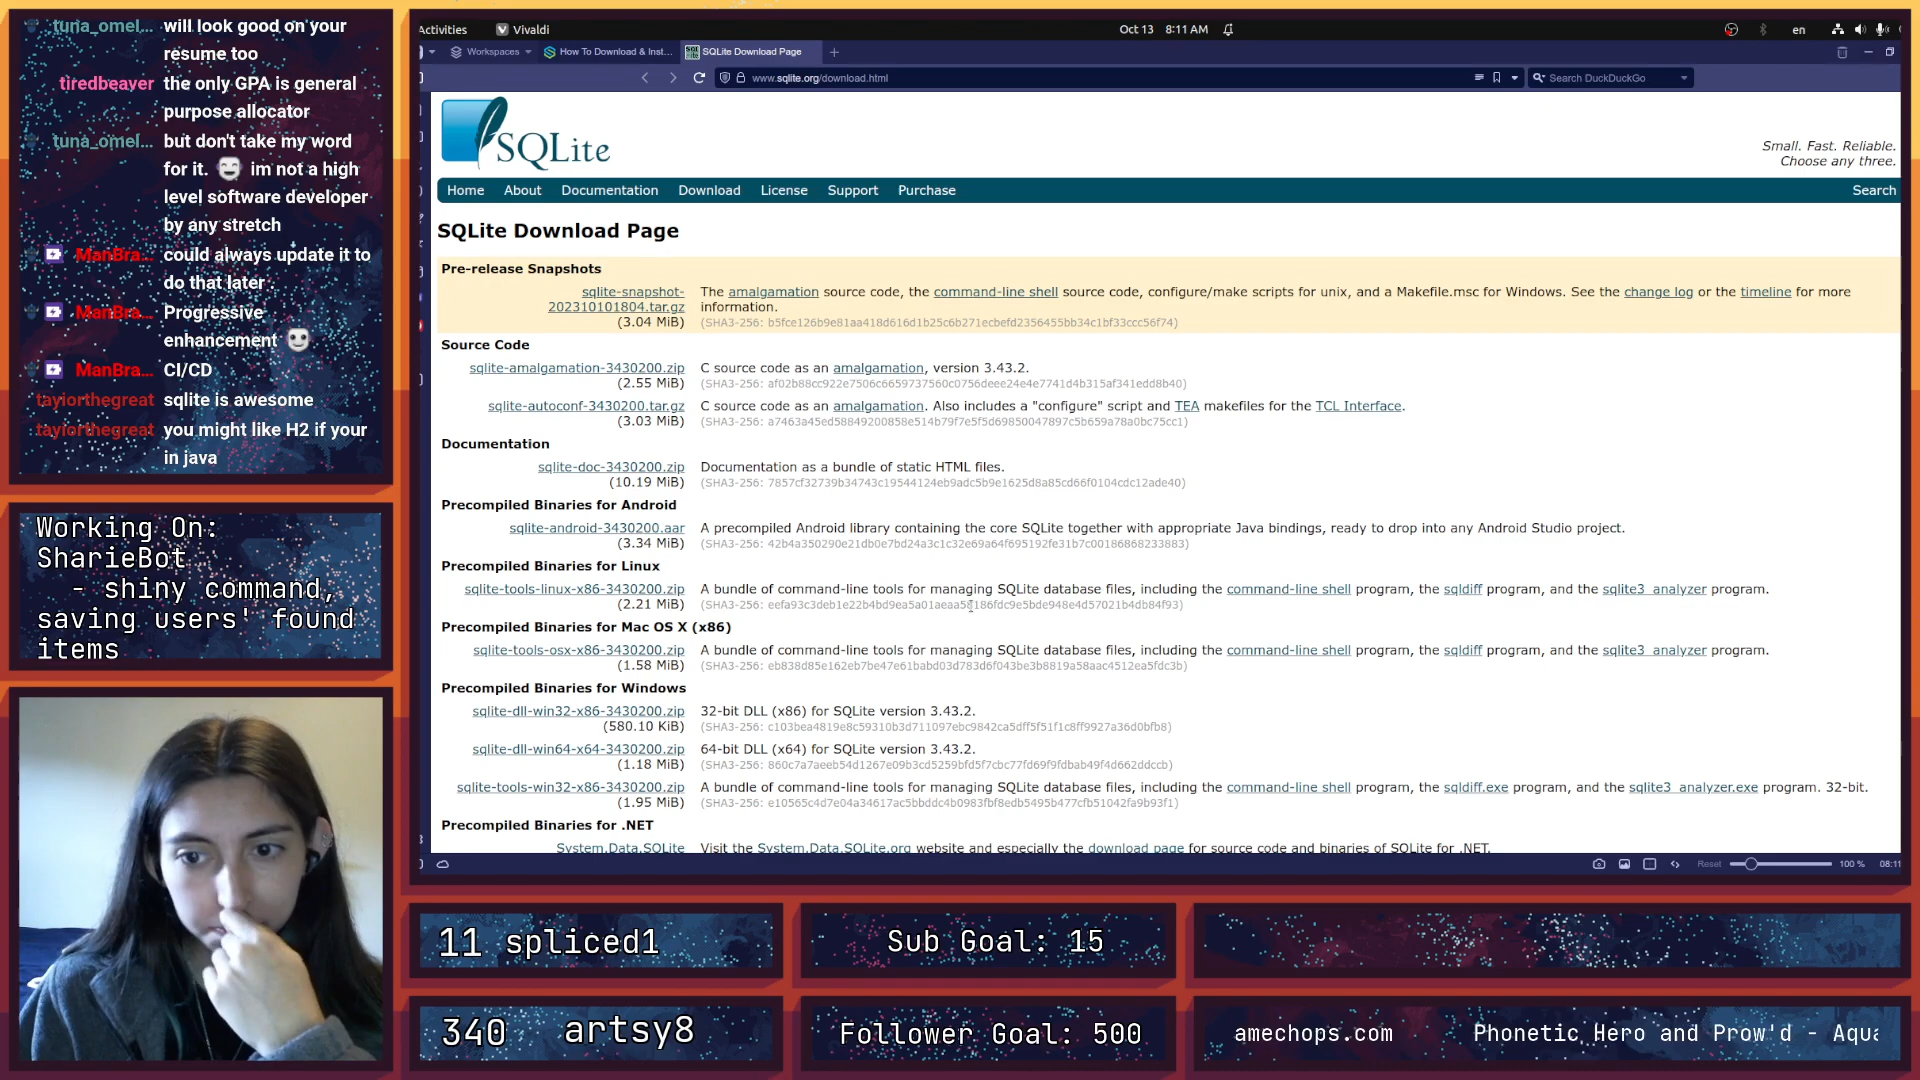 tuna_omel... will look good on your
resume too
tiredbeaver the only GPA is general
purpose allocator
tuna_omel... but don't take my word
for it. im not a high
level software developer
by any stretch
ManBra... could always update it to
do that later
ManBra... Progressive
enhancement
ManBra... CI/CD
taylorthegreat sqlite is awesome
taylorthegreat you might like H2 if your
in java
Working On:
SharieBot
- shiny command,
saving users' found
items
Activities Vivaldi Oct 13 8:11 AM en
Workspaces How To Download & Inst... SQLite Download Page
www.sqlite.org/download.html Search DuckDuckGo
SQLite
Small. Fast. Reliable.
Choose any three.
Home About Documentation Download License Support Purchase Search
SQLite Download Page
Pre-release Snapshots
sqlite-snapshot- The amalgamation source code, the command-line shell source code, configure/make scripts for unix, and a Makefile.msc for Windows. See the change log or the timeline for more
202310101804.tar.gz information.
(3.04 MiB) (SHA3-256: b5fce126b9e81aa418d616d1b25c6b271ecbefd2356455bb34c1bf33ccc56f74)
Source Code
sqlite-amalgamation-3430200.zip C source code as an amalgamation, version 3.43.2.
(2.55 MiB) (SHA3-256: af02b88cc922e7506c6659737560c0756deee24e4e7741d4b315af341edd8b40)
sqlite-autoconf-3430200.tar.gz C source code as an amalgamation. Also includes a "configure" script and TEA makefiles for the TCL Interface.
(3.03 MiB) (SHA3-256: a7463a45ed58849200858e514b79f7e5f5d69850047897c5b659a78a0bc75cc1)
Documentation
sqlite-doc-3430200.zip Documentation as a bundle of static HTML files.
(10.19 MiB) (SHA3-256: 7857cf32739b34743c19544124eb9adc5b9e1625d8a85cd66f0104cdc12ade40)
Precompiled Binaries for Android
sqlite-android-3430200.aar A precompiled Android library containing the core SQLite together with appropriate Java bindings, ready to drop into any Android Studio project.
(3.34 MiB) (SHA3-256: 42b4a350290e21db0e7bd24a3c1c32e69a64f695192fe31b7c00186868233883)
Precompiled Binaries for Linux
sqlite-tools-linux-x86-3430200.zip A bundle of command-line tools for managing SQLite database files, including the command-line shell program, the sqldiff program, and the sqlite3_analyzer program.
(2.21 MiB) (SHA3-256:
Precompiled Binaries for Mac OS X (x86)
sqlite-tools-osx-x86-3430200.zip A bundle of command-line tools for managing SQLite database files, including the command-line shell program, the sqldiff program, and the sqlite3_analyzer program.
(1.58 MiB) (SHA3-256: eb838d85e162eb7be47e61babd03d783d6f043be3b8819a58aac4512ea5fdc3b)
Precompiled Binaries for Windows
sqlite-dll-win32-x86-3430200.zip 32-bit DLL (x86) for SQLite version 3.43.2.
(580.10 KiB) (SHA3-256: c103bea4819e8c59310b3d711097ebc9842ca5dff5f51f1c8ff9927a36d0bfb8)
sqlite-dll-win64-x64-3430200.zip 64-bit DLL (x64) for SQLite version 3.43.2.
(1.18 MiB) (SHA3-256: 860c7a7aeeb54d1267e09b3cd5259bfd5f7cbc77fd69f9fdbab49f4d662ddccb)
sqlite-tools-win32-x86-3430200.zip A bundle of command-line tools for managing SQLite database files, including the command-line shell program, the sqldiff.exe program, and the sqlite3_analyzer.exe program. 32-bit.
(1.95 MiB) (SHA3-256: e10565c4d7e04a34617ac5bbddc4b0983fbf8edb5495b477cfb51042fa9b93f1)
Precompiled Binaries for .NET
System.Data.SQLite Visit the System.Data.SQLite.org website and especially the download page for source code and binaries of SQLite for .NET.
Reset 100 % 08:11
11 spliced1
Sub Goal: 15
340 artsy8
Follower Goal: 500
amechops.com Phonetic Hero and Prow'd - Aqua